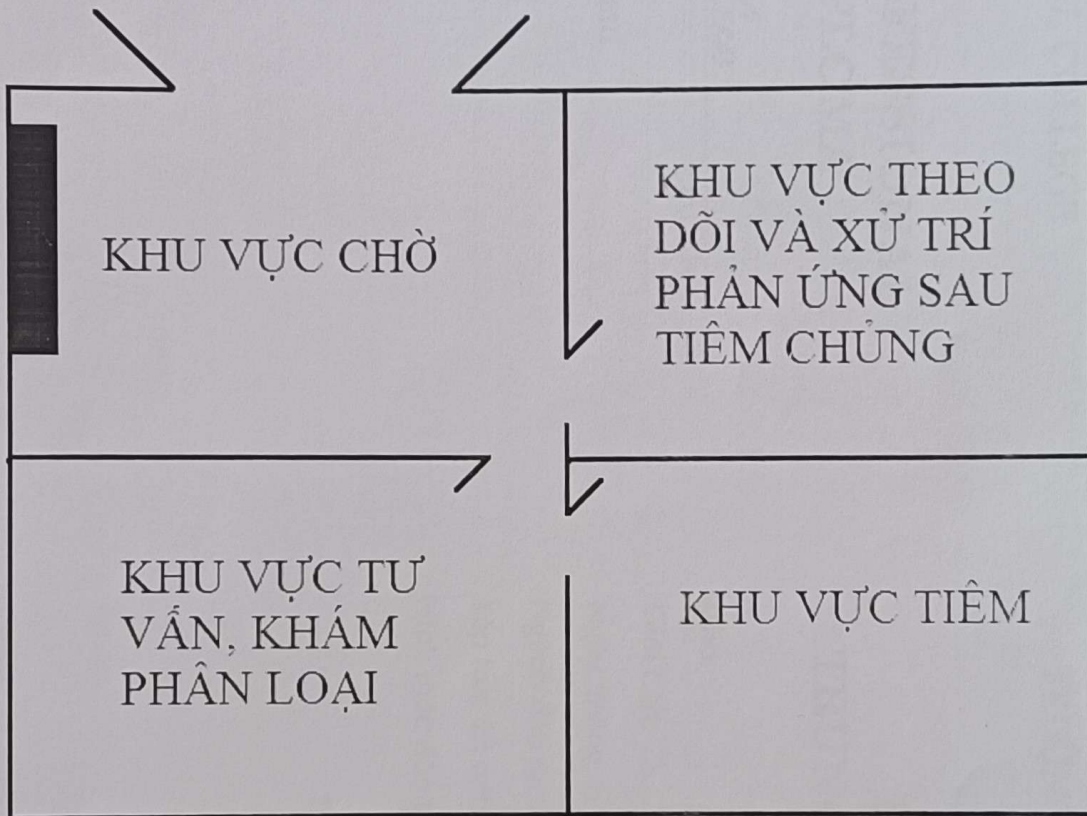 KHU VỰC CHỜ
KHU VỰC THEO
DÕI VÀ XỬ TRÍ
PHẢN ỨNG SAU
TIÊM CHỦNG
KHU VỰC TƯ
VẤN, KHÁM
PHÂN LOẠI
KHU VỰC TIÊM